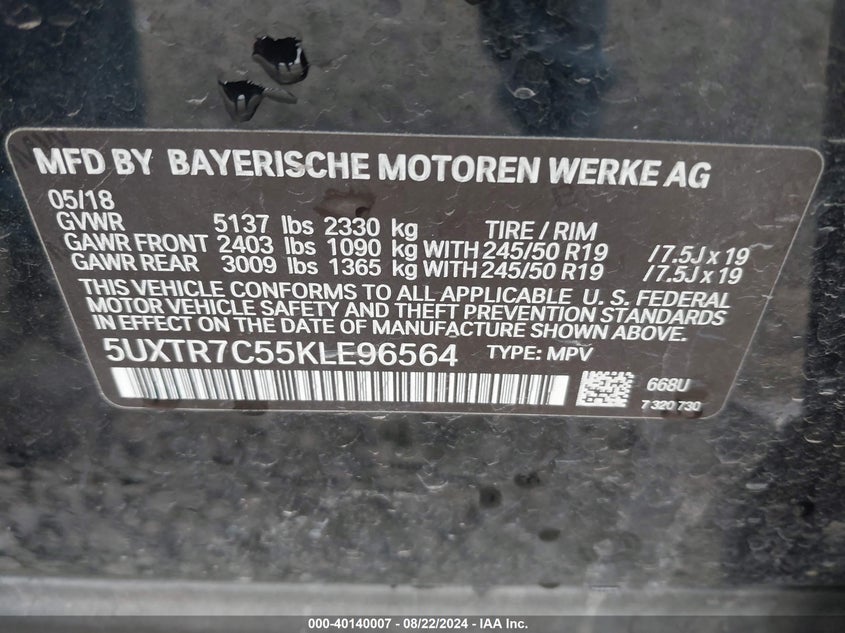 MFD BY BAYERISCHE MOTOREN WERKE AG
05/18
GVWR 5137 lbs 2330 kg TIRE / RIM
GAWR FRONT 2403 lbs 1090 kg WITH 245/50 R19 / 7.5J x 19
GAWR REAR 3009 lbs 1365 kg WITH 245/50 R19 / 7.5J x 19
THIS VEHICLE CONFORMS TO ALL APPLICABLE U. S. FEDERAL
MOTOR VEHICLE SAFETY AND THEFT PREVENTION STANDARDS
IN EFFECT ON THE DATE OF MANUFACTURE SHOWN ABOVE.
5UXTR7C55KLE96564 TYPE: MPV
668U
7 320 730
000-40140007 - 08/22/2024 - IAA Inc.